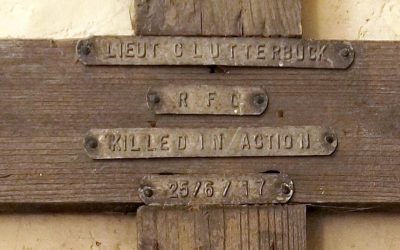 LIEUT CLUTTERBUCK
R F C
KILLED IN ACTION
25/6/17